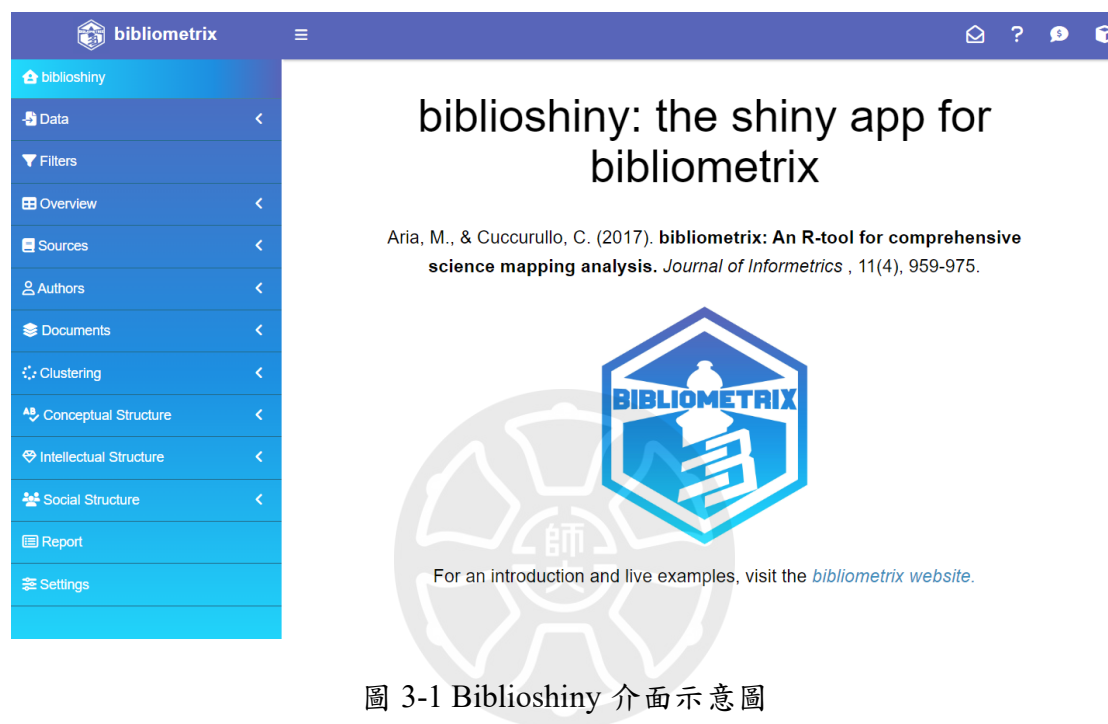 bibliometrix
biblioshiny
Data
Filters
Overview
Sources
Authors
Documents
Clustering
Conceptual Structure
Intellectual Structure
Social Structure
Report
Settings
biblioshiny: the shiny app for
bibliometrix
Aria, M., & Cuccurullo, C. (2017). bibliometrix: An R-tool for comprehensive
science mapping analysis. Journal of Informetrics , 11(4), 959-975.
BIBLIOMETRIX
師大
For an introduction and live examples, visit the bibliometrix website.
圖 3-1 Biblioshiny 介面示意圖